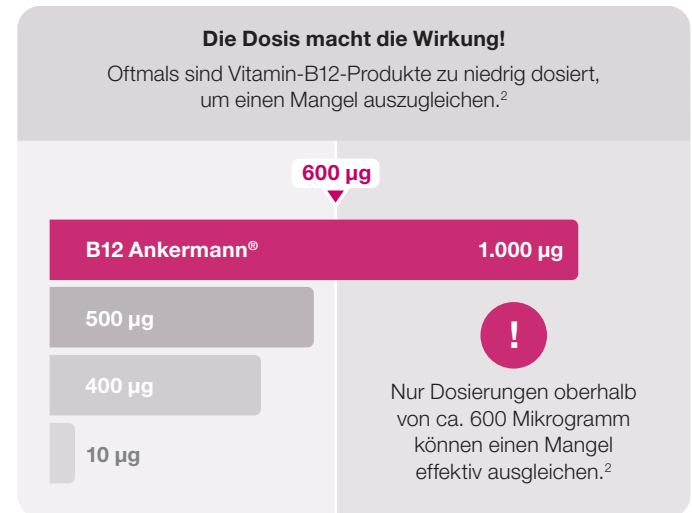 Die Dosis macht die Wirkung!
Oftmals sind Vitamin-B12-Produkte zu niedrig dosiert,
um einen Mangel auszugleichen.²
600 µg
B12 Ankermann® 1.000 µg
500 µg
400 µg
10 µg
!
Nur Dosierungen oberhalb
von ca. 600 Mikrogramm
können einen Mangel
effektiv ausgleichen.²